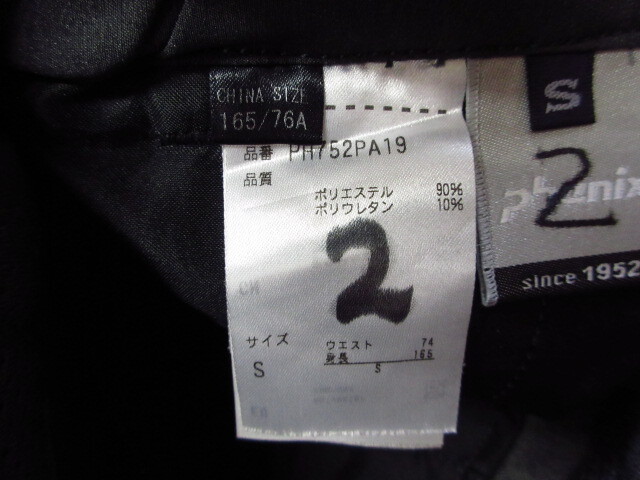 CHINA SIZE
165/76A
品番 PH752PA19
品質
ポリエステル 90%
ポリウレタン 10%
2
サイズ
S
ウエスト 74
身長 165
S
S
phenix
2
since 1952